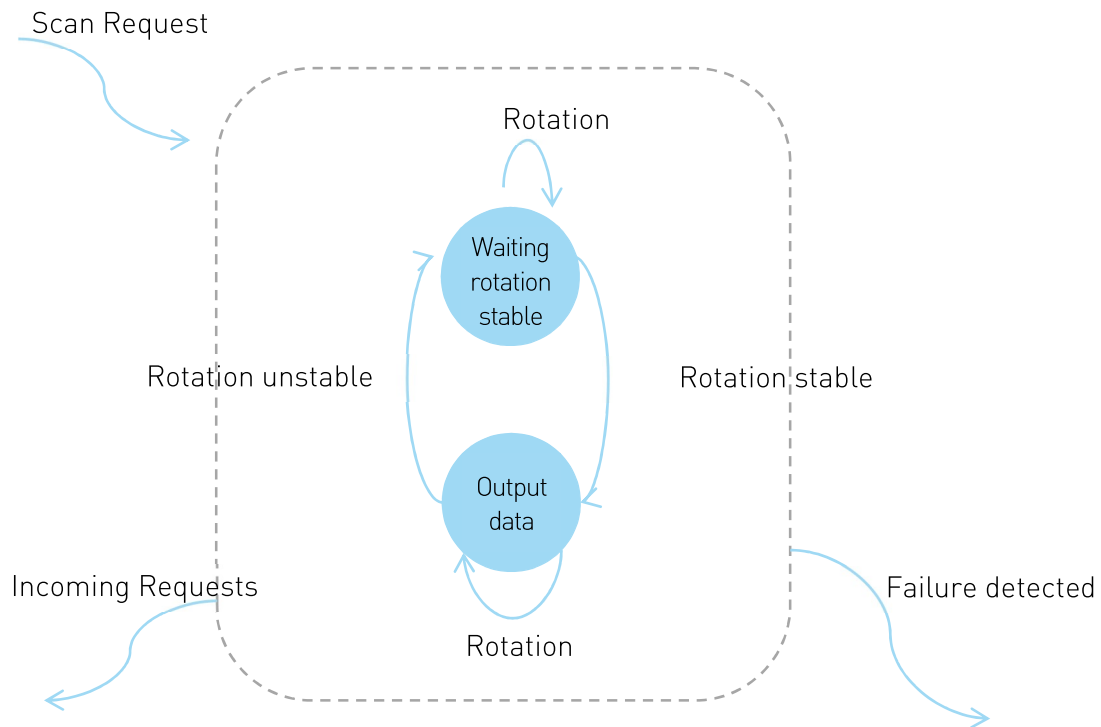 Scan Request
Rotation
Waiting
rotation
stable
Rotation unstable
Rotation stable
Output
data
Incoming Requests
Failure detected
Rotation